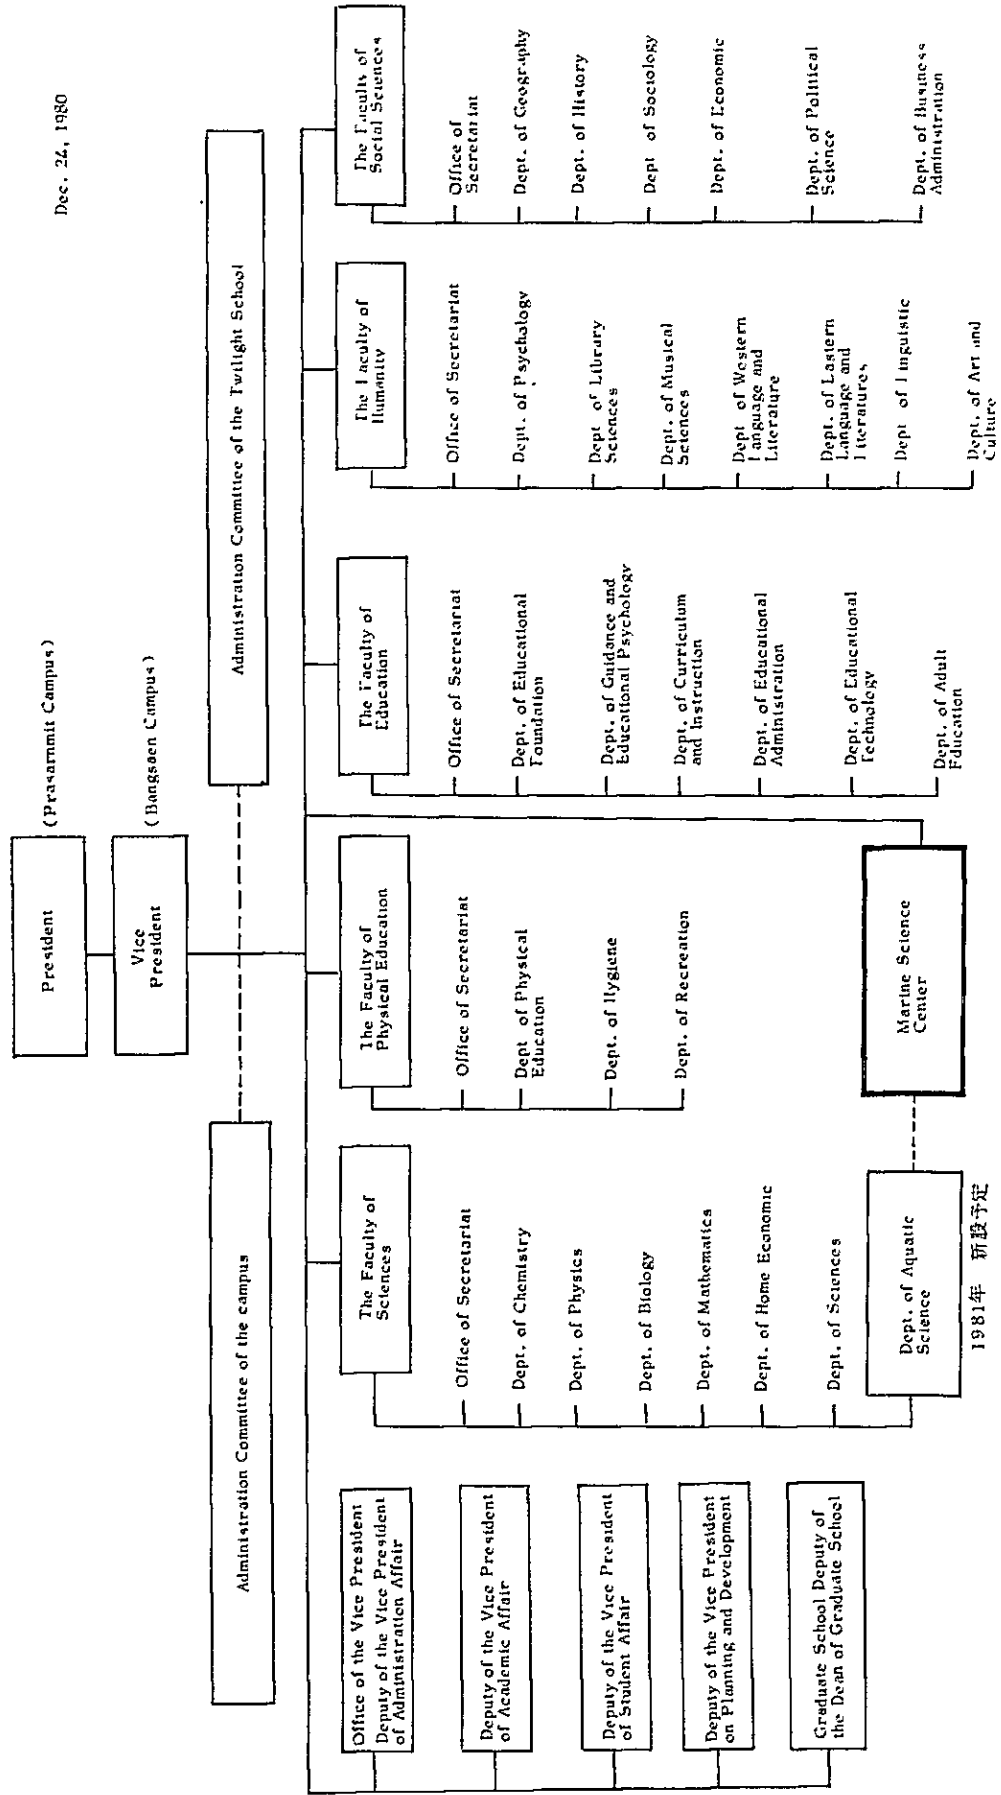 Dec. 24, 1980
President
(Prasarnmit Campus)
Vice
President
(Bangsaen Campus)
Administration Committee of the campus
Administration Committee of the Twilight School
Office of the Vice President
Deputy of the Vice President
of Administration Affair
Deputy of the Vice President
of Academic Affair
Deputy of the Vice President
of Student Affair
Deputy of the Vice President
on Planning and Development
Graduate School Deputy of
the Dean of Graduate School
The Faculty of
Sciences
Office of Secretariat
Dept. of Chemistry
Dept. of Physics
Dept. of Biology
Dept. of Mathematics
Dept. of Home Economic
Dept. of Sciences
Dept. of Aquatic
Science
1981年 新設予定
The Faculty of
Physical Education
Office of Secretariat
Dept of Physical
Education
Dept. of Hygiene
Dept. of Recreation
Marine Science
Center
The Faculty of
Education
Office of Secretariat
Dept. of Educational
Foundation
Dept. of Guidance and
Educational Psychology
Dept. of Curriculum
and Instruction
Dept. of Educational
Administration
Dept. of Educational
Technology
Dept. of Adult
Education
The Faculty of
Humanity
Office of Secretariat
Dept. of Psychology
Dept of Library
Sciences
Dept. of Musical
Sciences
Dept of Western
Language and
Literature
Dept. of Eastern
Language and
Literatures
Dept of Linguistic
Dept. of Art and
Culture
The Faculty of
Social Sciences
Office of
Secretariat
Dept. of Geography
Dept. of History
Dept of Sociology
Dept. of Economic
Dept. of Political
Science
Dept. of Business
Administration